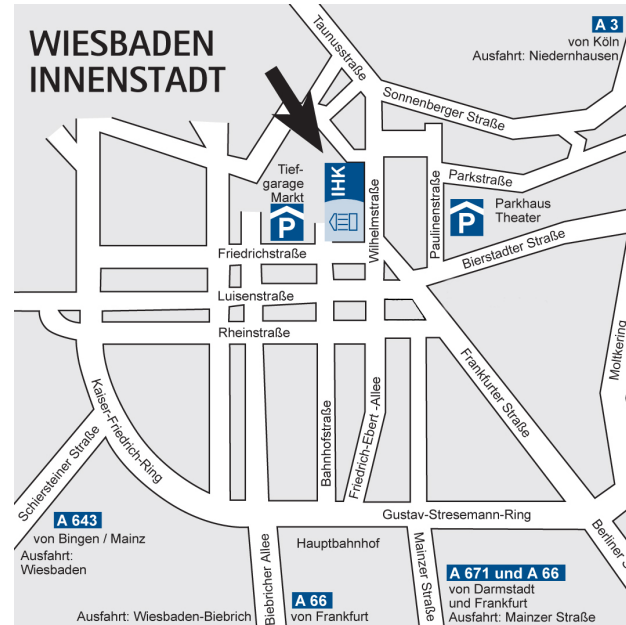 WIESBADEN
INNENSTADT
Taunusstraße
A 3
von Köln
Ausfahrt: Niedernhausen
Sonnenberger Straße
Tief-
garage
Markt
P
IHK
Wilhelmstraße
Paulinenstraße
Parkstraße
P
Parkhaus
Theater
Bierstadter Straße
Friedrichstraße
Luisenstraße
Rheinstraße
Moltkering
Kaiser-Friedrich-Ring
Schiersteiner Straße
Bahnhofstraße
Friedrich-Ebert -Allee
Frankfurter Straße
A 643
von Bingen / Mainz
Ausfahrt:
Wiesbaden
Gustav-Stresemann-Ring
Hauptbahnhof
Biebricher Allee
Mainzer Straße
Berliner S
A 671 und A 66
von Darmstadt
und Frankfurt
Ausfahrt: Mainzer Straße
A 66
von Frankfurt
Ausfahrt: Wiesbaden-Biebrich